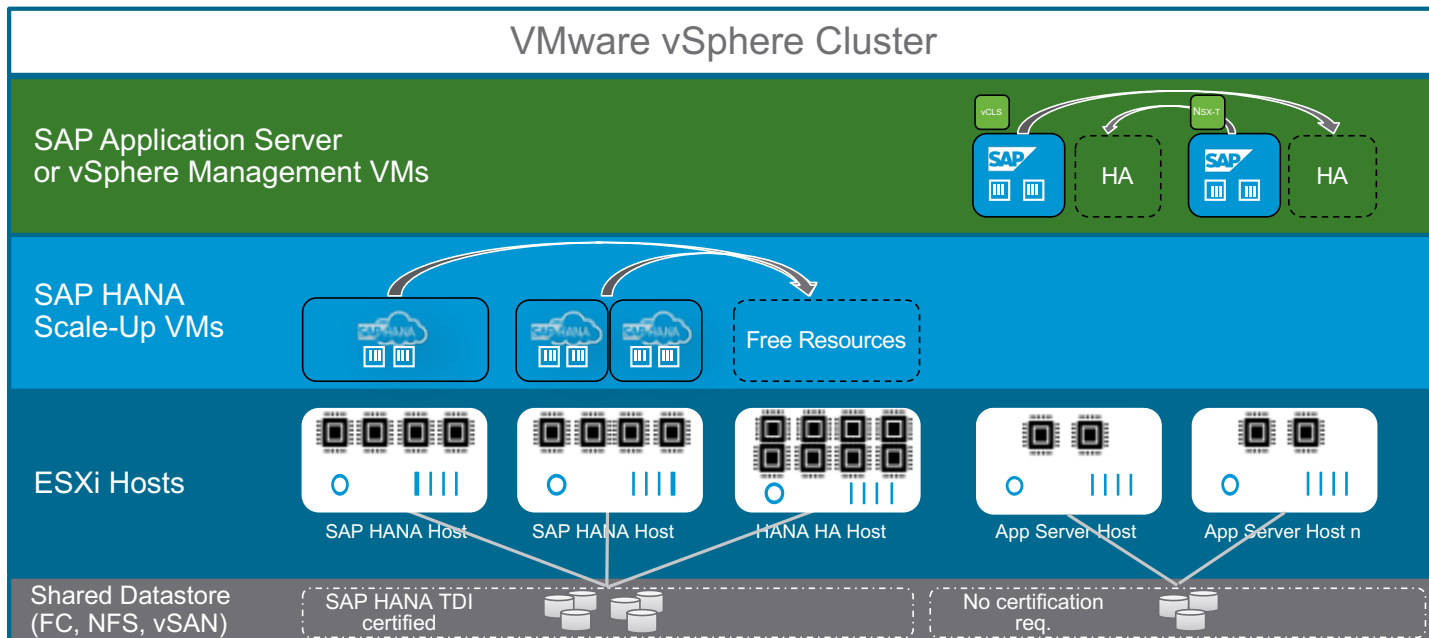 VMware vSphere Cluster
SAP Application Server
or vSphere Management VMs
vCLS
NSX-T
SAP
HA
SAP
HA
SAP HANA
Scale-Up VMs
SAP HANA
SAP HANA
SAP HANA
Free Resources
ESXi Hosts
SAP HANA Host
SAP HANA Host
HANA HA Host
App Server Host
App Server Host n
Shared Datastore
(FC, NFS, vSAN)
SAP HANA TDI
certified
No certification
req.